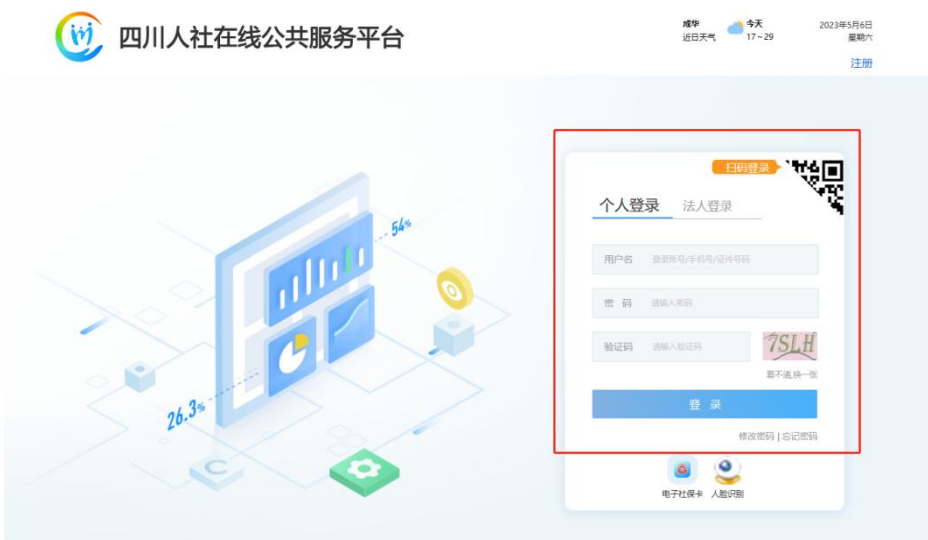 四川人社在线公共服务平台
成华
近日天气
今天
17~29
2023年5月6日
星期六
注册
扫码登录
个人登录
法人登录
用户名 登录账号/手机号/证件号码
密 码 请输入密码
验证码 请输入验证码
7SLH
看不清,换一张
登 录
修改密码 | 忘记密码
电子社保卡 人脸识别
54%
26.3%
C